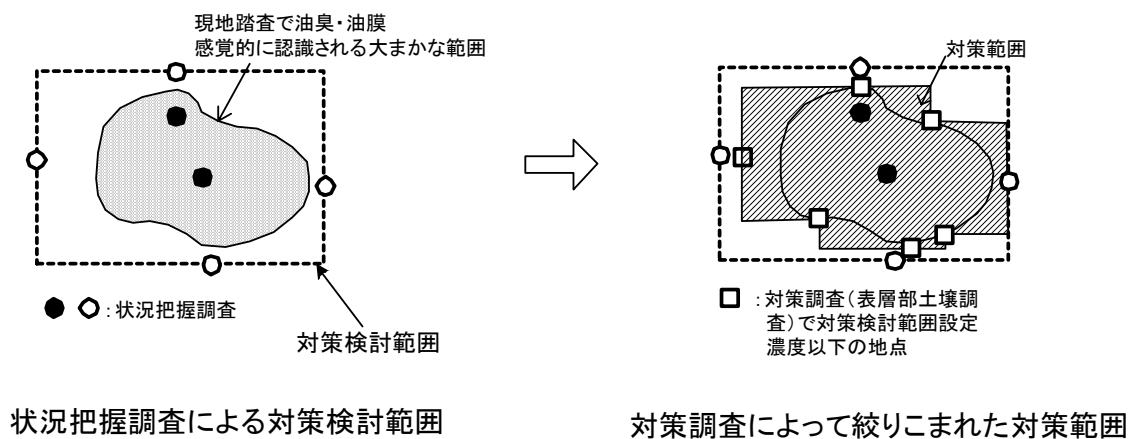 現地踏査で油臭・油膜
感覚的に認識される大まかな範囲
●○:状況把握調査
対策検討範囲
状況把握調査による対策検討範囲
対策範囲
□ :対策調査(表層部土壌調
査)で対策検討範囲設定
濃度以下の地点
対策調査によって絞りこまれた対策範囲